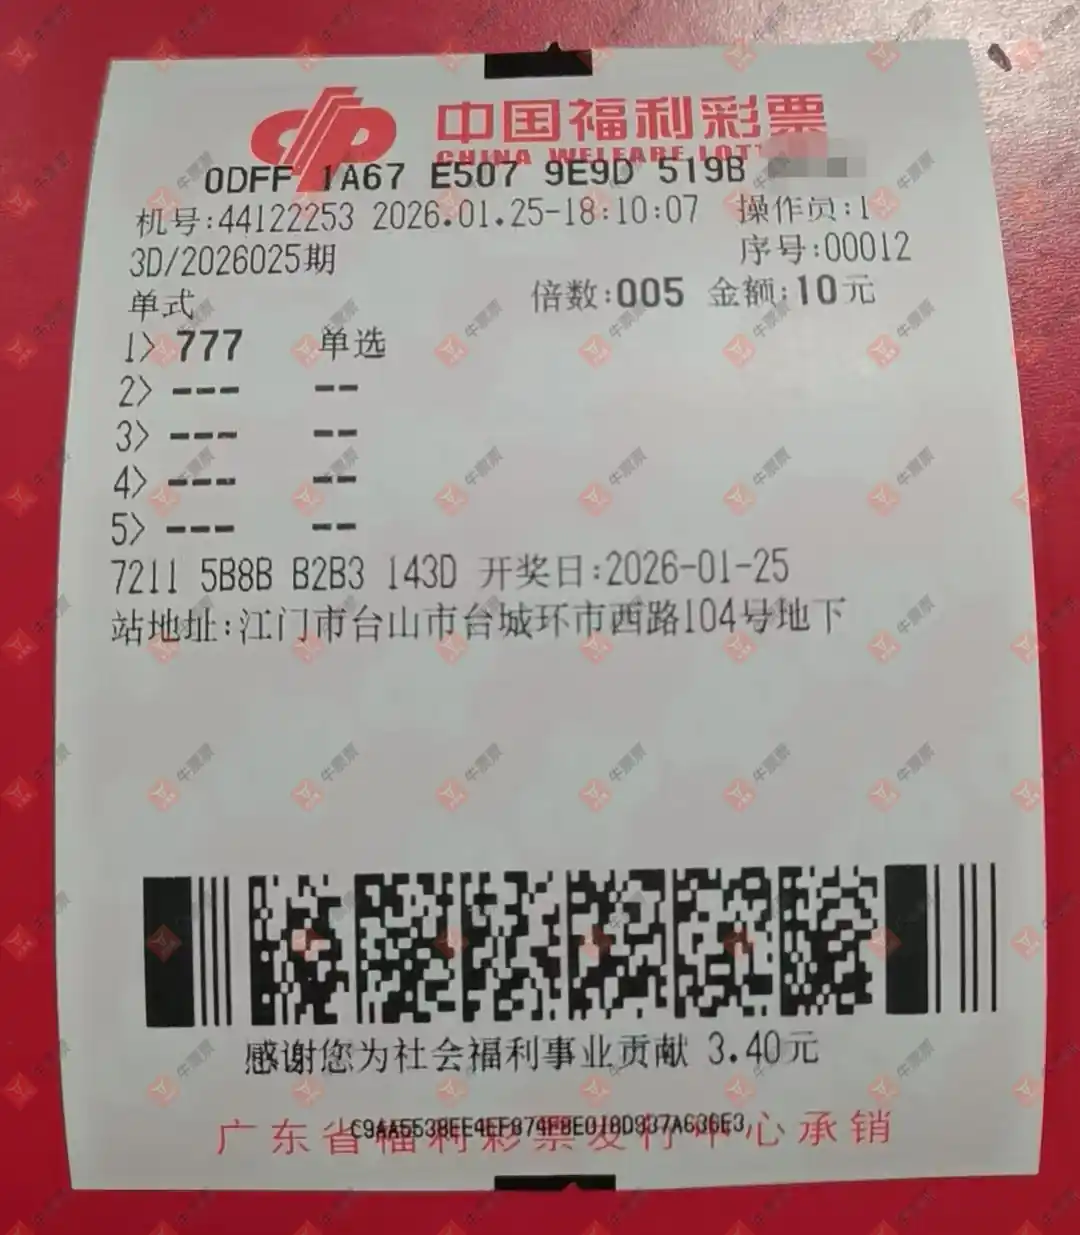 中国福利彩票
CHINA WELFARE LOTT
0DFF 1A67 E507 9E9D 519B
机号:44122253 2026.01.25-18:10:07 操作员:1
3D/2026025期 序号:00012
单式 倍数:005 金额:10元
1> 777 单选
2> --- --
3> --- --
4> --- --
5> --- --
7211 5B8B B2B3 143D 开奖日:2026-01-25
站地址:江门市台山市台城环市西路104号地下
感谢您为社会福利事业贡献 3.40元
广东省福利彩票发行中心承销
牛票票